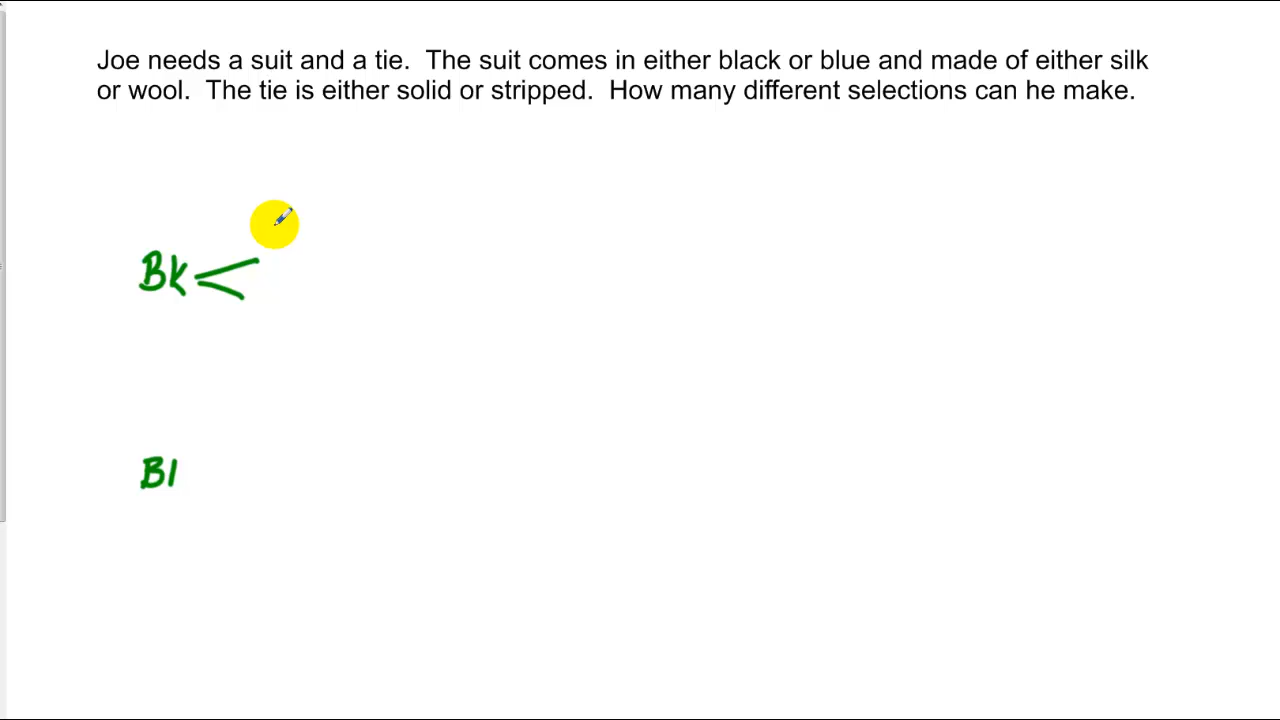 Joe needs a suit and a tie.  The suit comes in either black or blue and made of either silk
or wool.  The tie is either solid or stripped.  How many different selections can he make.
Bk
Bl